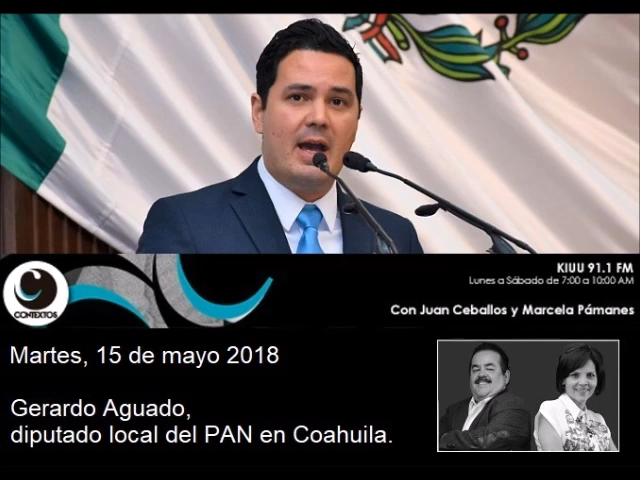 KIUU 91.1 FM
Lunes a Sábado de 7:00 a 10:00 AM
CONTEXTOS
Con Juan Ceballos y Marcela Pámanes
Martes, 15 de mayo 2018
Gerardo Aguado,
diputado local del PAN en Coahuila.